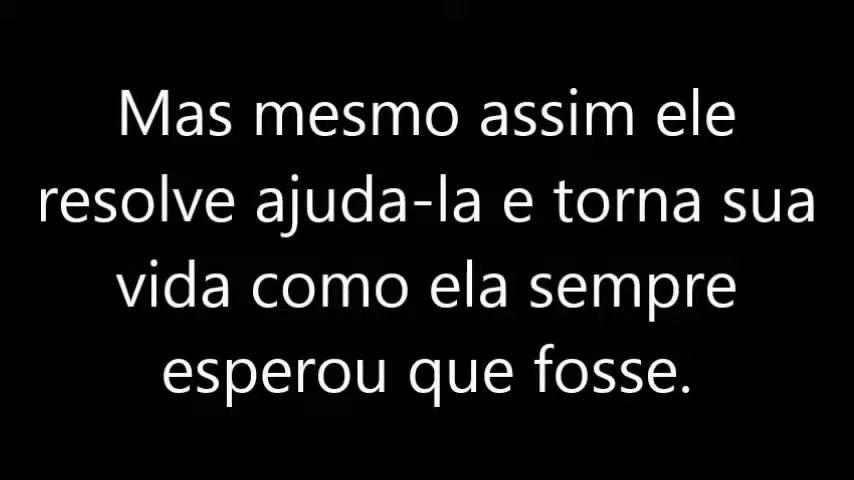 Mas mesmo assim ele
resolve ajuda-la e torna sua
vida como ela sempre
esperou que fosse.